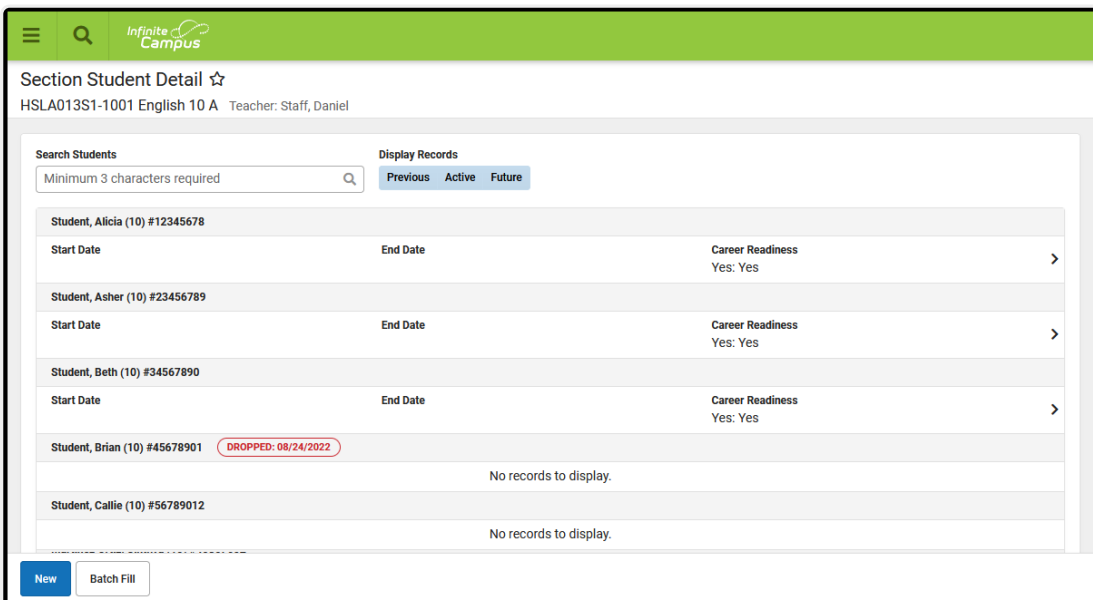 Infinite
Campus
Section Student Detail
HSLA013S1-1001 English 10 A Teacher: Staff, Daniel
Search Students Display Records
Minimum 3 characters required Previous Active Future
Student, Alicia (10) #12345678
Start Date End Date Career Readiness
Yes: Yes
Student, Asher (10) #23456789
Start Date End Date Career Readiness
Yes: Yes
Student, Beth (10) #34567890
Start Date End Date Career Readiness
Yes: Yes
Student, Brian (10) #45678901 DROPPED: 08/24/2022
No records to display.
Student, Callie (10) #56789012
No records to display.
New Batch Fill